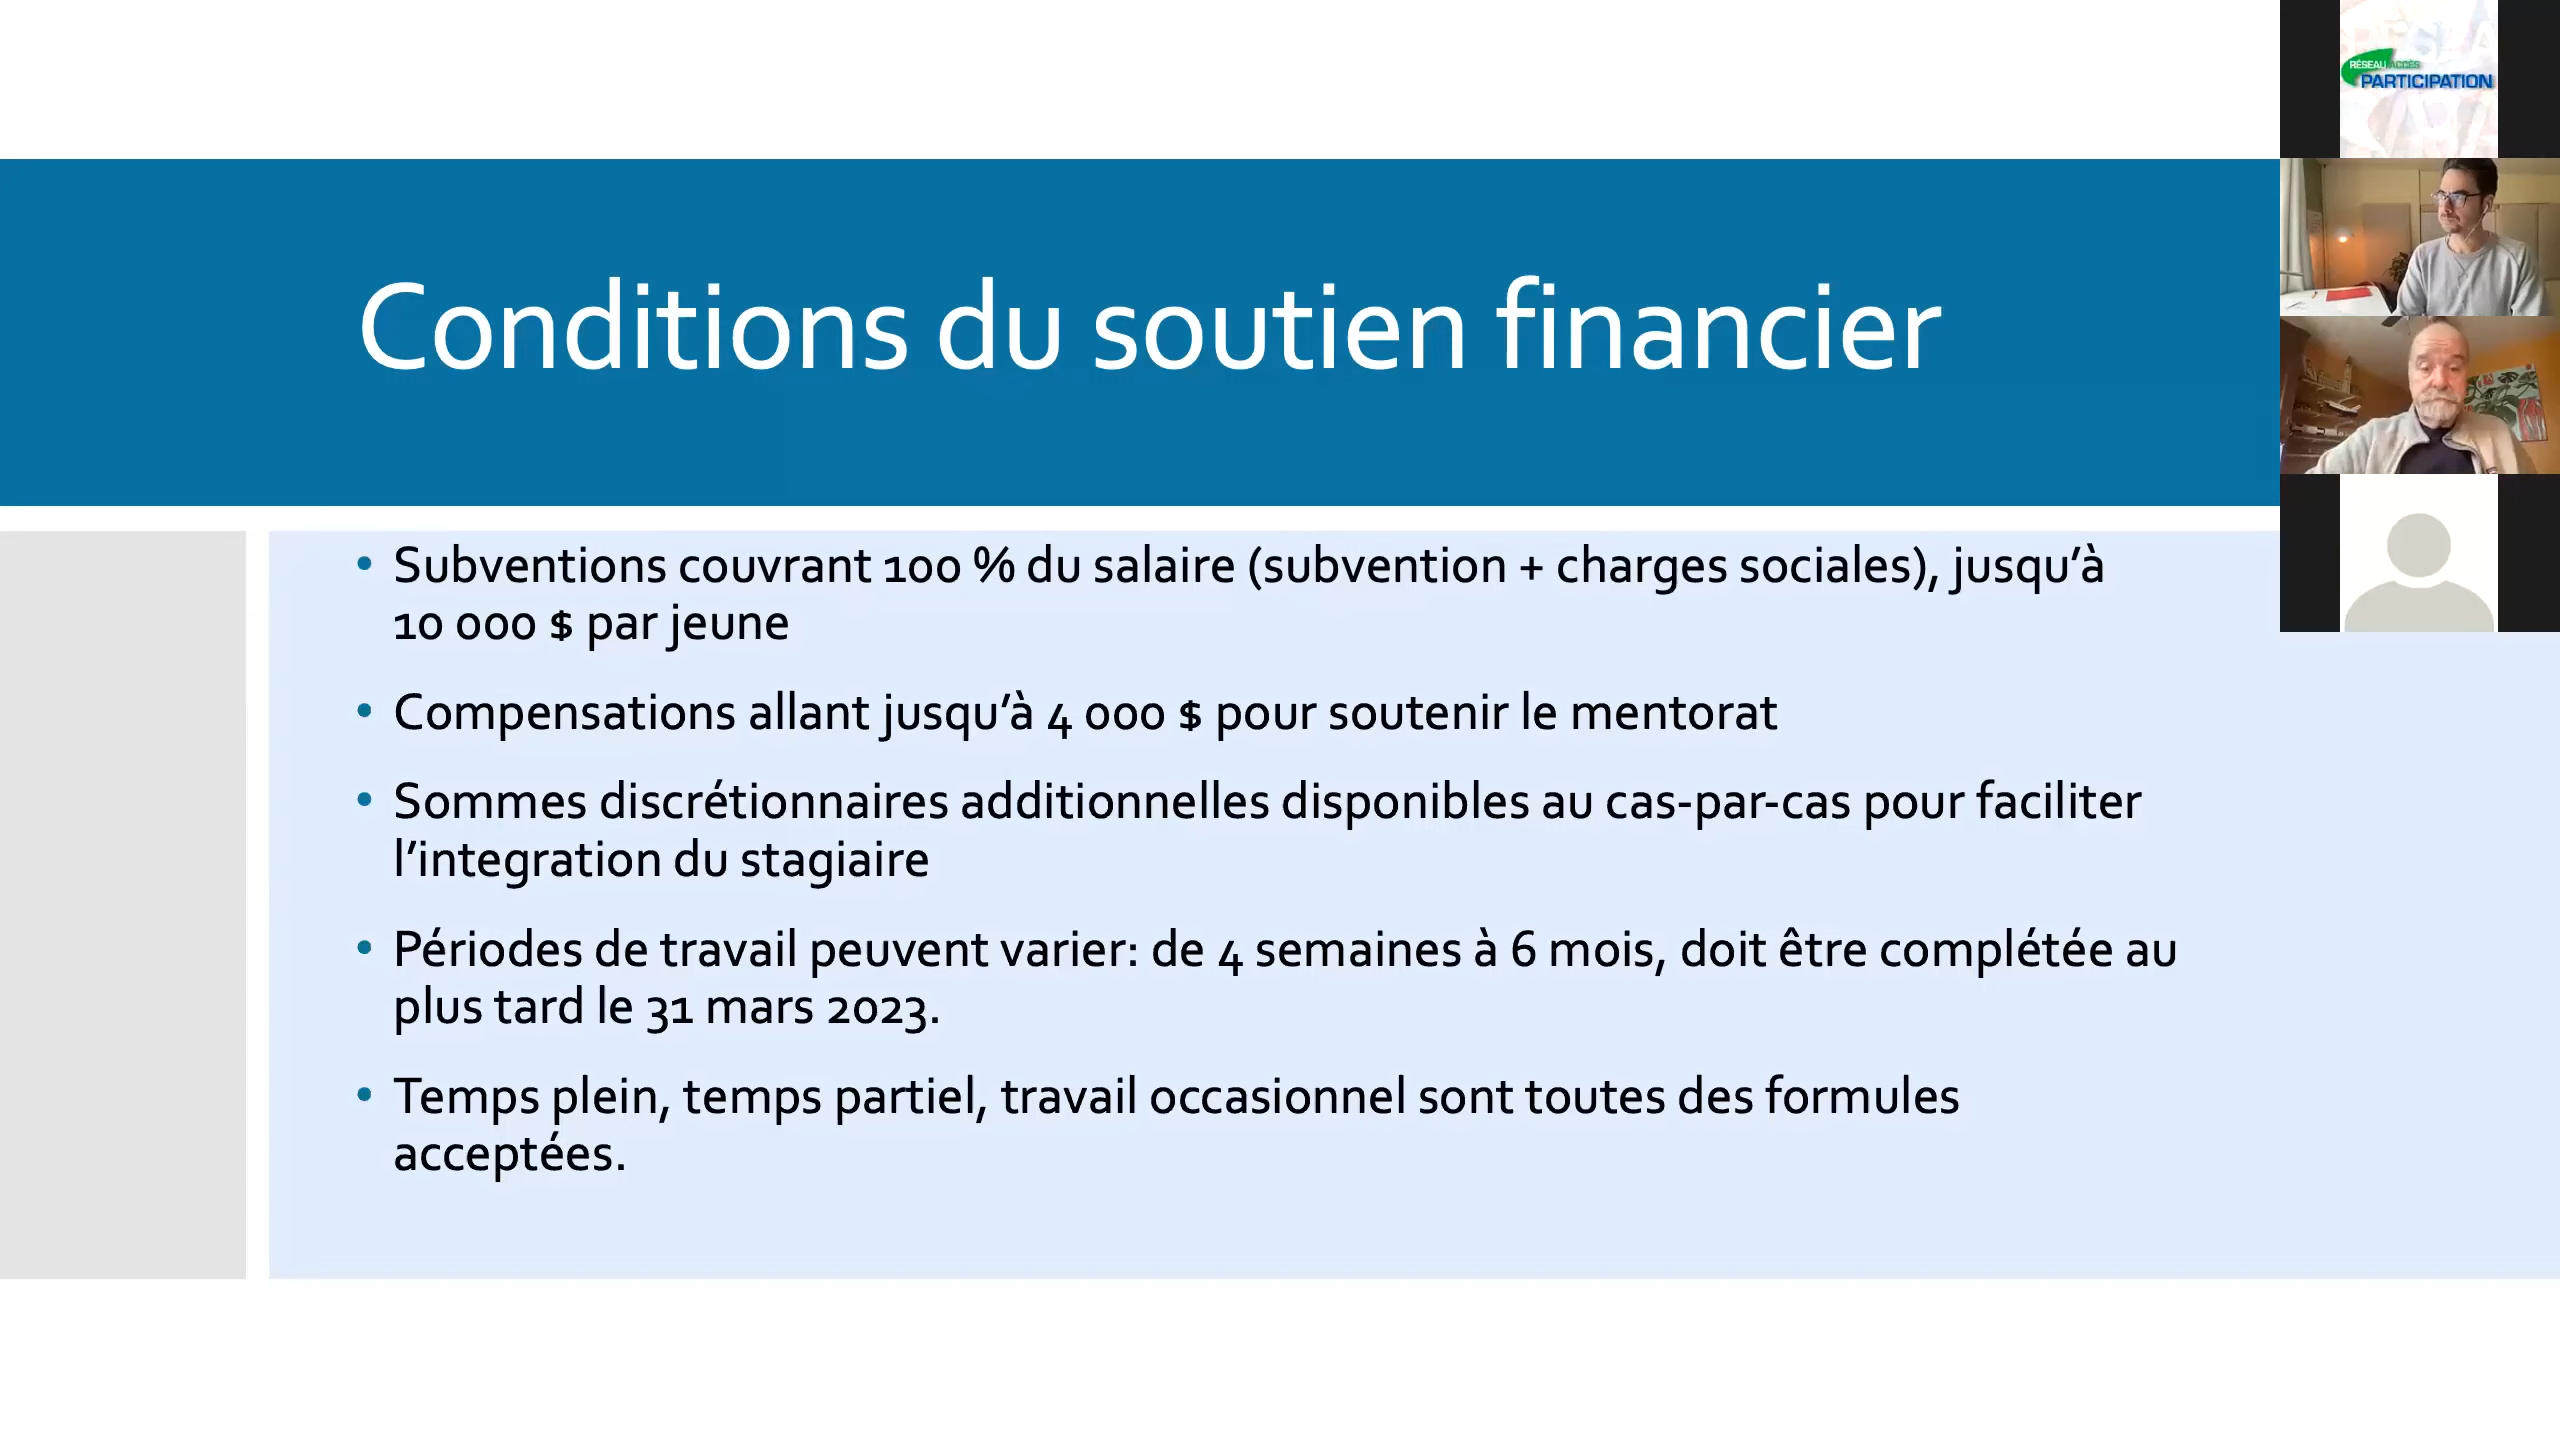 Conditions du soutien financier
• Subventions couvrant 100 % du salaire (subvention + charges sociales), jusqu’à
10 000 $ par jeune
• Compensations allant jusqu’à 4 000 $ pour soutenir le mentorat
• Sommes discrétionnaires additionnelles disponibles au cas-par-cas pour faciliter
l’integration du stagiaire
• Périodes de travail peuvent varier: de 4 semaines à 6 mois, doit être complétée au
plus tard le 31 mars 2023.
• Temps plein, temps partiel, travail occasionnel sont toutes des formules
acceptées.
RÉSEAU ACCÈS
PARTICIPATION